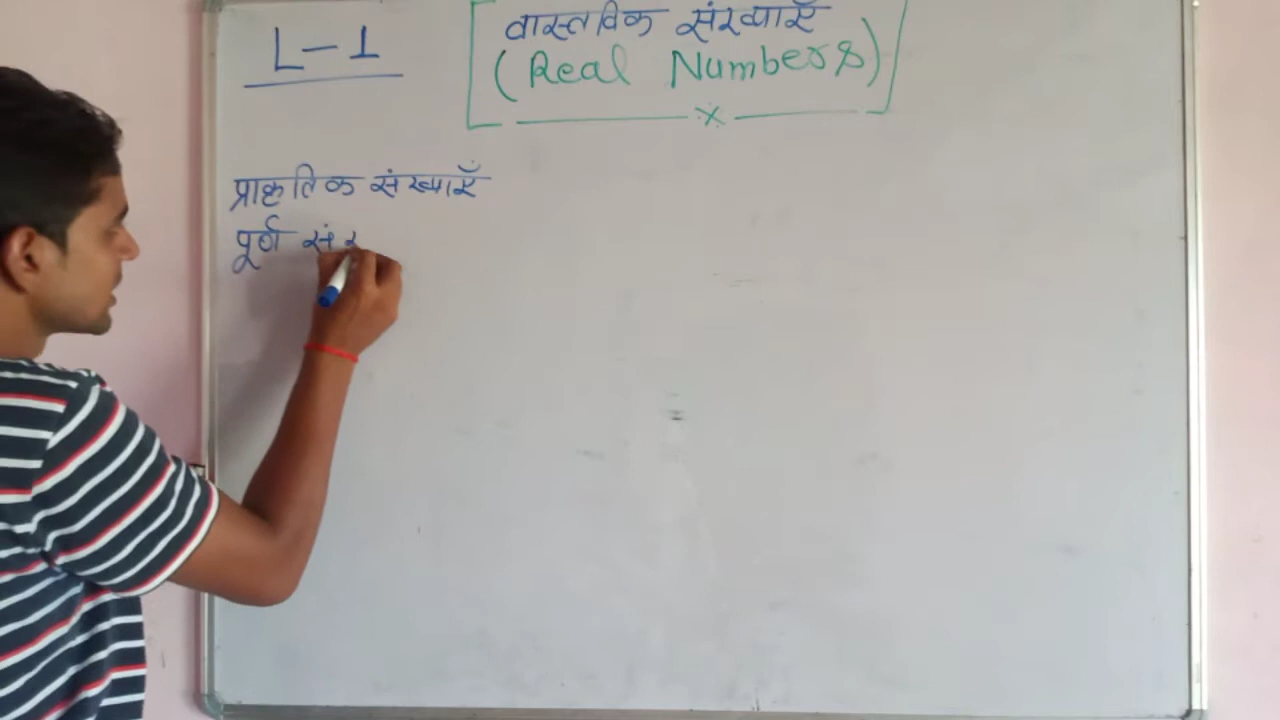 L-1
वास्तविक संख्याएँ
(Real Numbers)
प्राकृतिक संख्याएँ
पूर्ण सं